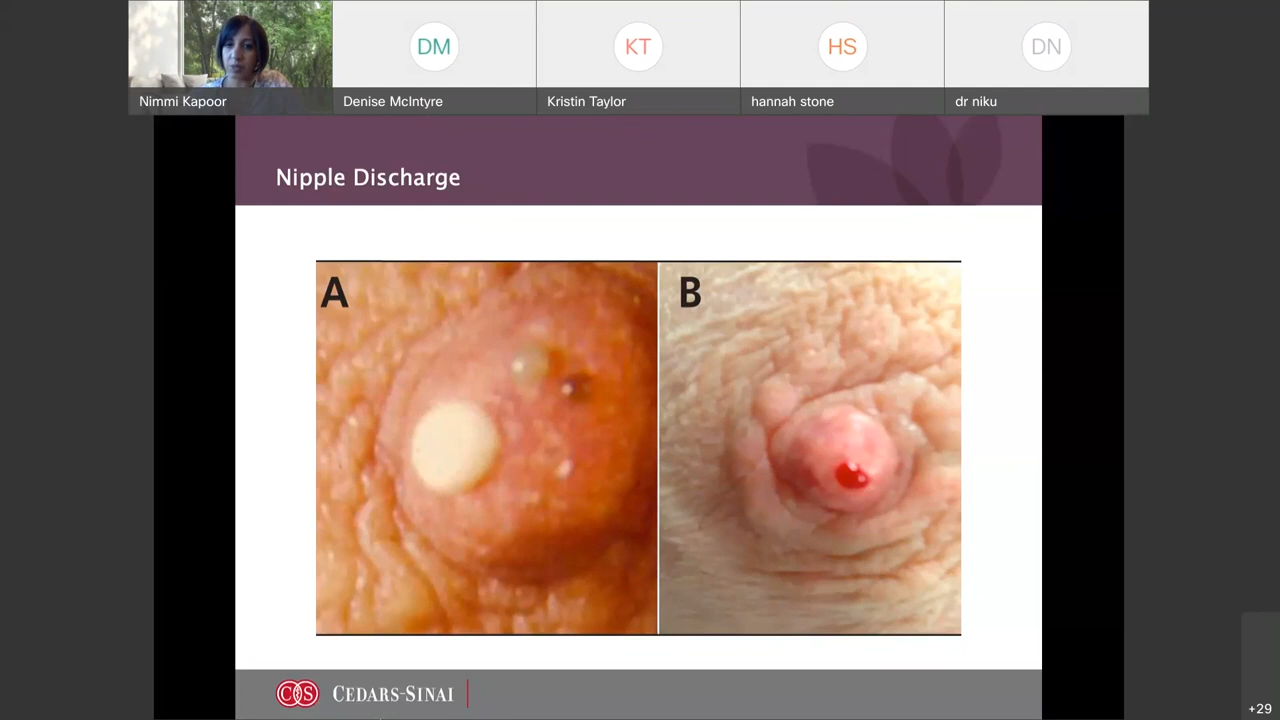 DM
KT
HS
DN
Nimmi Kapoor
Denise McIntyre
Kristin Taylor
hannah stone
dr niku
Nipple Discharge
A
B
CS
CEDARS-SINAI
+29